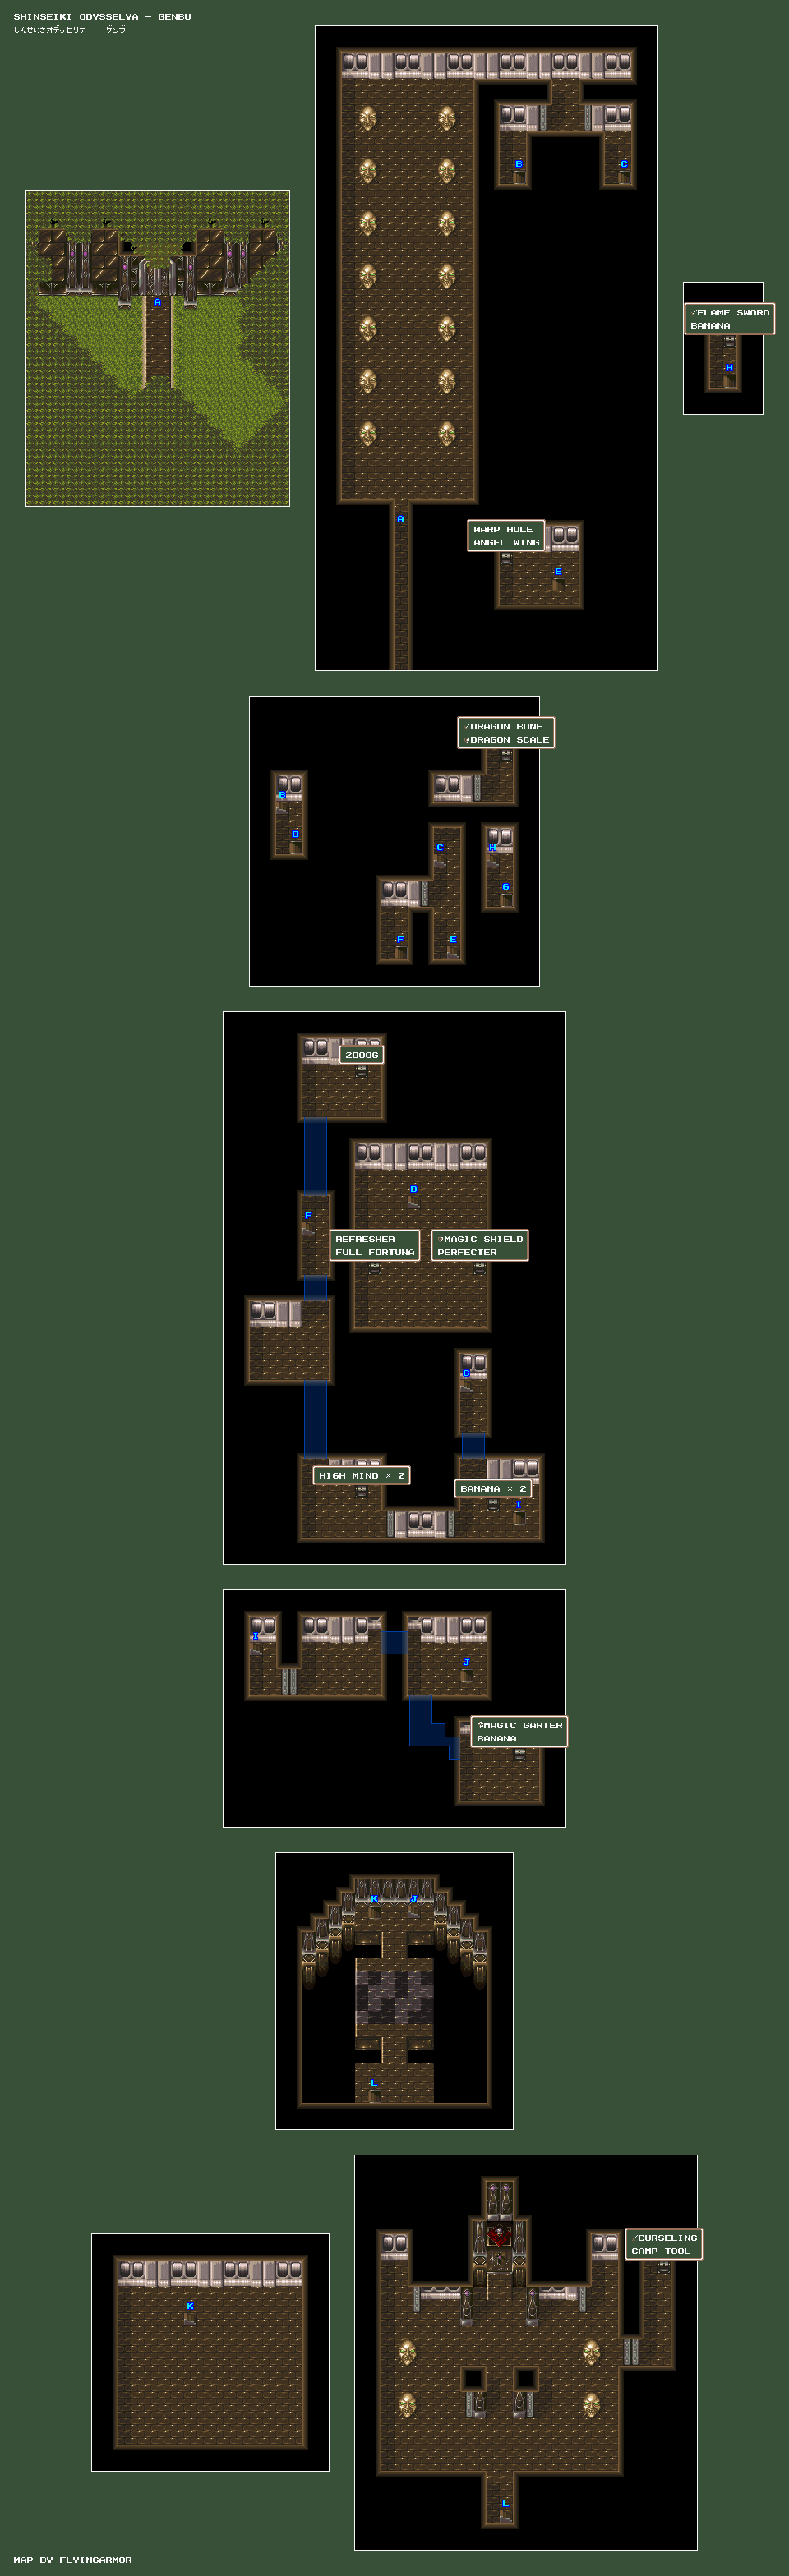 SHINSEIKI ODYSSELYA – GENBU
しんせいきオデッセリア － ゲンブ
A
B
C
/FLAME SWORD
BANANA
H
A
WARP HOLE
ANGEL WING
E
/DRAGON BONE
DRAGON SCALE
B
D
C
H
G
F
E
2000G
D
F
REFRESHER
FULL FORTUNA
MAGIC SHIELD
PERFECTER
G
HIGH MIND × 2
BANANA × 2
I
I
J
MAGIC GARTER
BANANA
K
J
L
/CURSELING
CAMP TOOL
K
L
MAP BY FLYINGARMOR